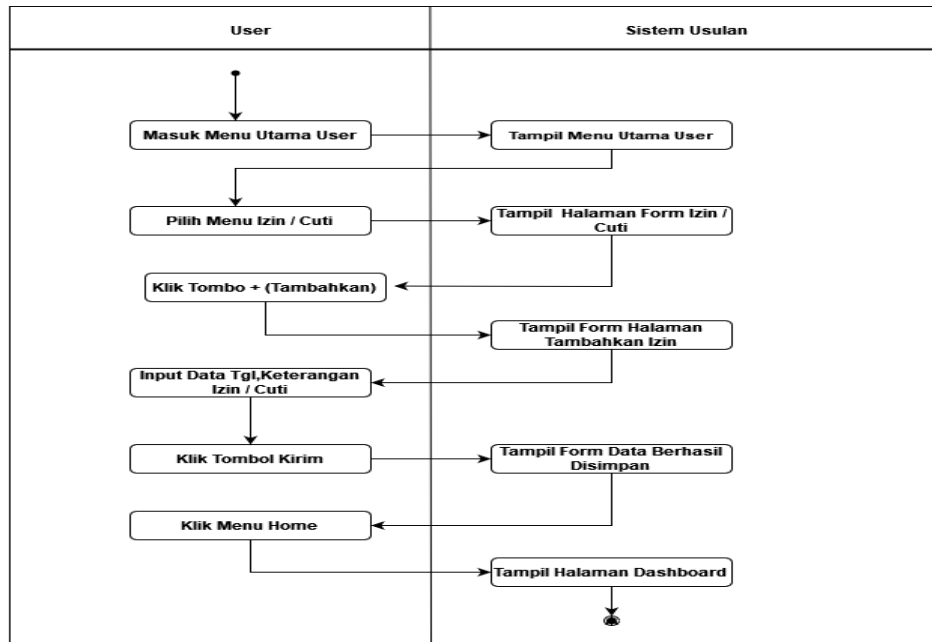 User
Sistem Usulan
Masuk Menu Utama User
Tampil Menu Utama User
Pilih Menu Izin / Cuti
Tampil Halaman Form Izin /
Cuti
Klik Tombo + (Tambahkan)
Tampil Form Halaman
Tambahkan Izin
Input Data Tgl,Keterangan
Izin / Cuti
Klik Tombol Kirim
Tampil Form Data Berhasil
Disimpan
Klik Menu Home
Tampil Halaman Dashboard